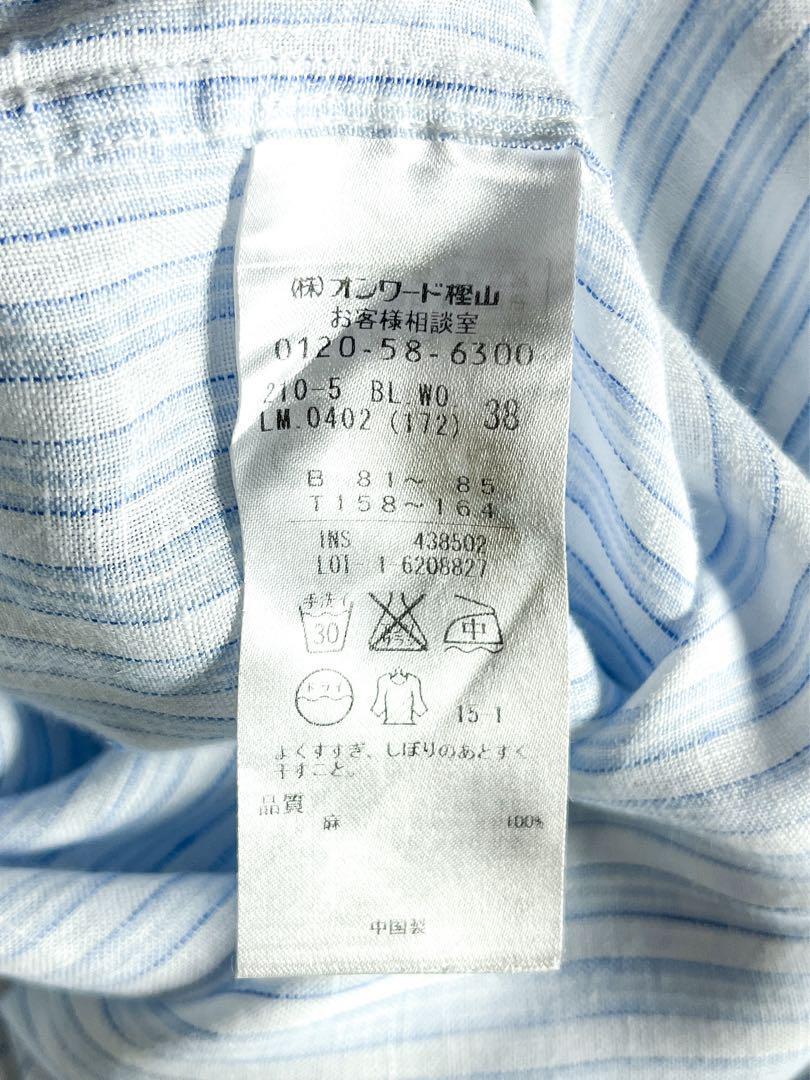 (株)オンワード樫山
お客様相談室
0120-58-6300
210-5 BL.WO
LM.0402 (172) 38
B 81～ 85
T158～164
INS 438502
LOT 1 6208827
手洗イ
30
中
ドライ
15 1
よくすすぎ、しぼりのあとすぐ
干すこと。
品質
麻 100%
中国製